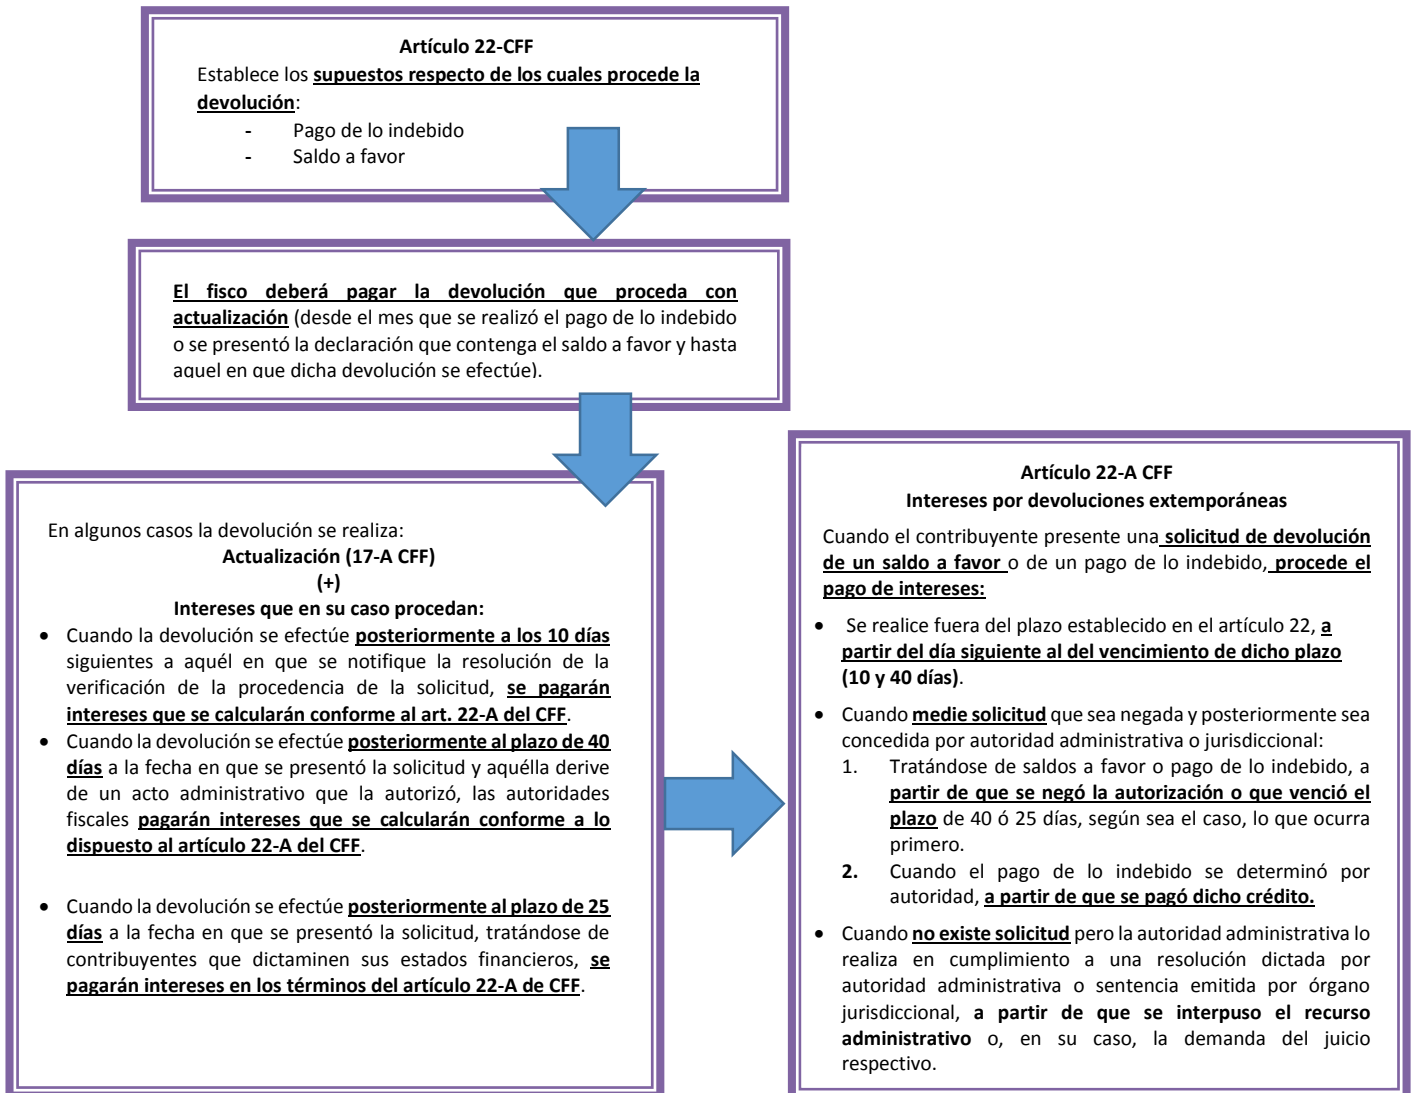 Artículo 22-CFF
Establece los supuestos respecto de los cuales procede la
devolución:
- Pago de lo indebido
- Saldo a favor
El fisco deberá pagar la devolución que proceda con
actualización (desde el mes que se realizó el pago de lo indebido
o se presentó la declaración que contenga el saldo a favor y hasta
aquel en que dicha devolución se efectúe).
En algunos casos la devolución se realiza:
Actualización (17-A CFF)
(+)
Intereses que en su caso procedan:
• Cuando la devolución se efectúe posteriormente a los 10 días
siguientes a aquél en que se notifique la resolución de la
verificación de la procedencia de la solicitud, se pagarán
intereses que se calcularán conforme al art. 22-A del CFF.
• Cuando la devolución se efectúe posteriormente al plazo de 40
días a la fecha en que se presentó la solicitud y aquélla derive
de un acto administrativo que la autorizó, las autoridades
fiscales pagarán intereses que se calcularán conforme a lo
dispuesto al artículo 22-A del CFF.
• Cuando la devolución se efectúe posteriormente al plazo de 25
días a la fecha en que se presentó la solicitud, tratándose de
contribuyentes que dictaminen sus estados financieros, se
pagarán intereses en los términos del artículo 22-A de CFF.
Artículo 22-A CFF
Intereses por devoluciones extemporáneas
Cuando el contribuyente presente una solicitud de devolución
de un saldo a favor o de un pago de lo indebido, procede el
pago de intereses:
• Se realice fuera del plazo establecido en el artículo 22, a
partir del día siguiente al del vencimiento de dicho plazo
(10 y 40 días).
• Cuando medie solicitud que sea negada y posteriormente sea
concedida por autoridad administrativa o jurisdiccional:
1. Tratándose de saldos a favor o pago de lo indebido, a
partir de que se negó la autorización o que venció el
plazo de 40 ó 25 días, según sea el caso, lo que ocurra
primero.
2. Cuando el pago de lo indebido se determinó por
autoridad, a partir de que se pagó dicho crédito.
• Cuando no existe solicitud pero la autoridad administrativa lo
realiza en cumplimiento a una resolución dictada por
autoridad administrativa o sentencia emitida por órgano
jurisdiccional, a partir de que se interpuso el recurso
administrativo o, en su caso, la demanda del juicio
respectivo.